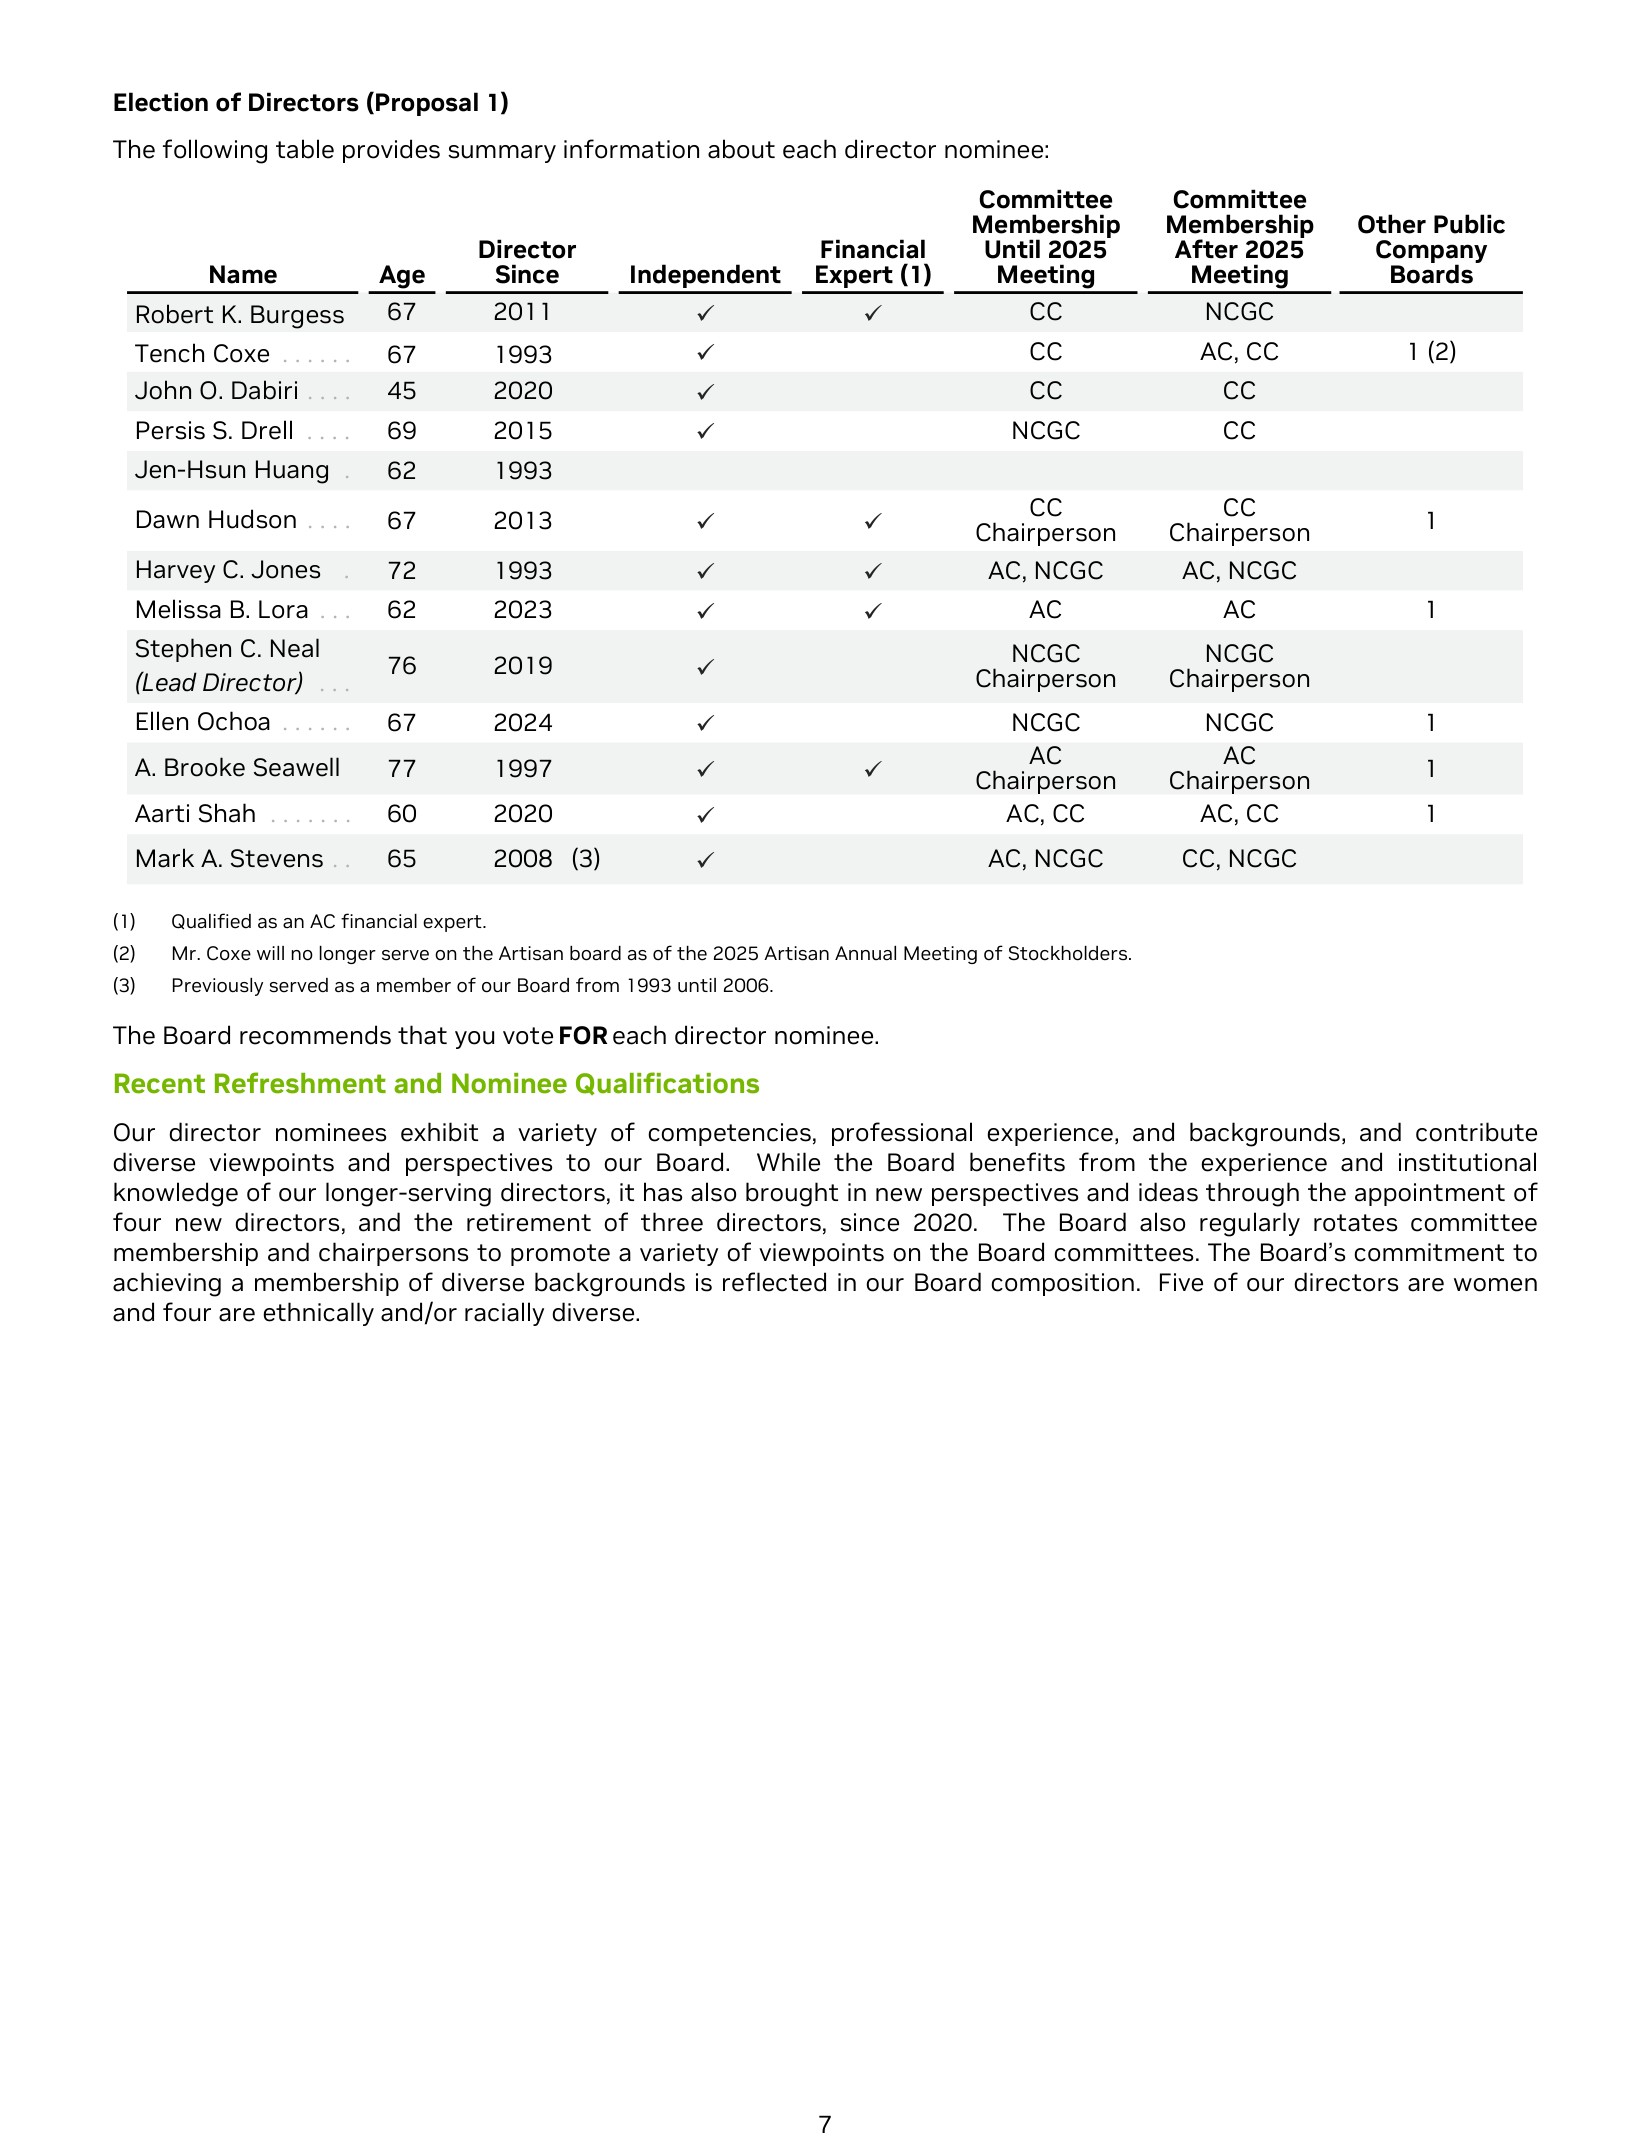 Election of Directors (Proposal 1)
The following table provides summary information about each director nominee:
Name Age Director Since Independent Financial Expert (1) Committee Membership Until 2025 Meeting Committee Membership After 2025 Meeting Other Public Company Boards
Robert K. Burgess 67 2011 ✓ ✓ CC NCGC
Tench Coxe ...... 67 1993 ✓ CC AC, CC 1 (2)
John O. Dabiri .... 45 2020 ✓ CC CC
Persis S. Drell .... 69 2015 ✓ NCGC CC
Jen-Hsun Huang . 62 1993
Dawn Hudson .... 67 2013 ✓ ✓ CC Chairperson CC Chairperson 1
Harvey C. Jones . 72 1993 ✓ ✓ AC, NCGC AC, NCGC
Melissa B. Lora ... 62 2023 ✓ ✓ AC AC 1
Stephen C. Neal (Lead Director) ... 76 2019 ✓ NCGC Chairperson NCGC Chairperson
Ellen Ochoa ...... 67 2024 ✓ NCGC NCGC 1
A. Brooke Seawell 77 1997 ✓ ✓ AC Chairperson AC Chairperson 1
Aarti Shah ....... 60 2020 ✓ AC, CC AC, CC 1
Mark A. Stevens .. 65 2008 (3) ✓ AC, NCGC CC, NCGC
(1) Qualified as an AC financial expert.
(2) Mr. Coxe will no longer serve on the Artisan board as of the 2025 Artisan Annual Meeting of Stockholders.
(3) Previously served as a member of our Board from 1993 until 2006.
The Board recommends that you vote FOR each director nominee.
Recent Refreshment and Nominee Qualifications
Our director nominees exhibit a variety of competencies, professional experience, and backgrounds, and contribute
diverse viewpoints and perspectives to our Board. While the Board benefits from the experience and institutional
knowledge of our longer-serving directors, it has also brought in new perspectives and ideas through the appointment of
four new directors, and the retirement of three directors, since 2020. The Board also regularly rotates committee
membership and chairpersons to promote a variety of viewpoints on the Board committees. The Board's commitment to
achieving a membership of diverse backgrounds is reflected in our Board composition. Five of our directors are women
and four are ethnically and/or racially diverse.
7